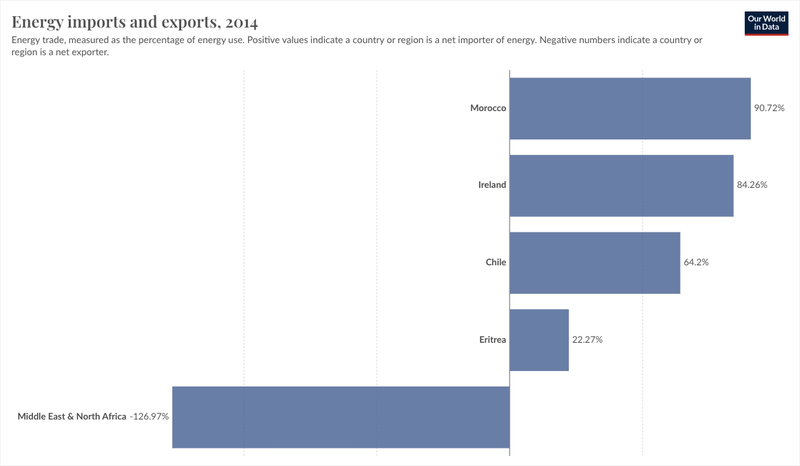 Energy imports and exports, 2014
Our World
in Data
Energy trade, measured as the percentage of energy use. Positive values indicate a country or region is a net importer of energy. Negative numbers indicate a country or
region is a net exporter.
Morocco 90.72%
Ireland 84.26%
Chile 64.2%
Eritrea 22.27%
Middle East & North Africa -126.97%